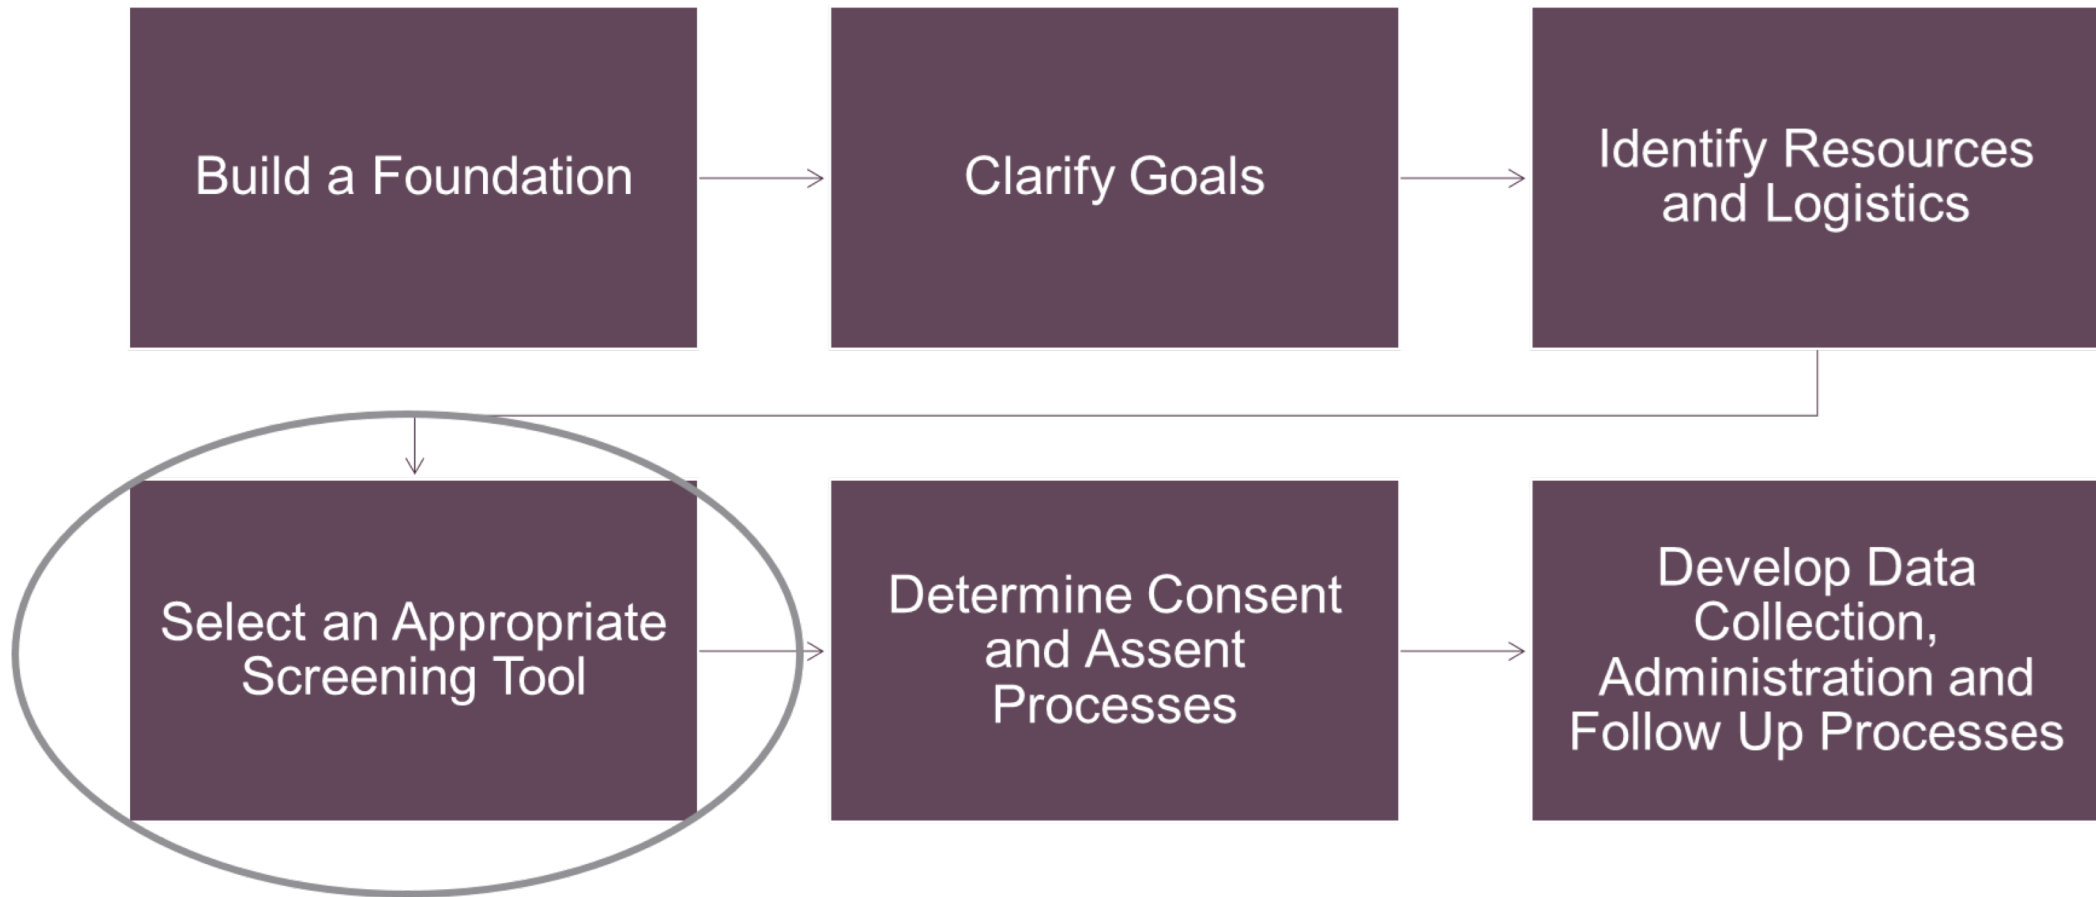 Build a Foundation
Clarify Goals
Identify Resources
and Logistics
Select an Appropriate
Screening Tool
Determine Consent
and Assent
Processes
Develop Data
Collection,
Administration and
Follow Up Processes